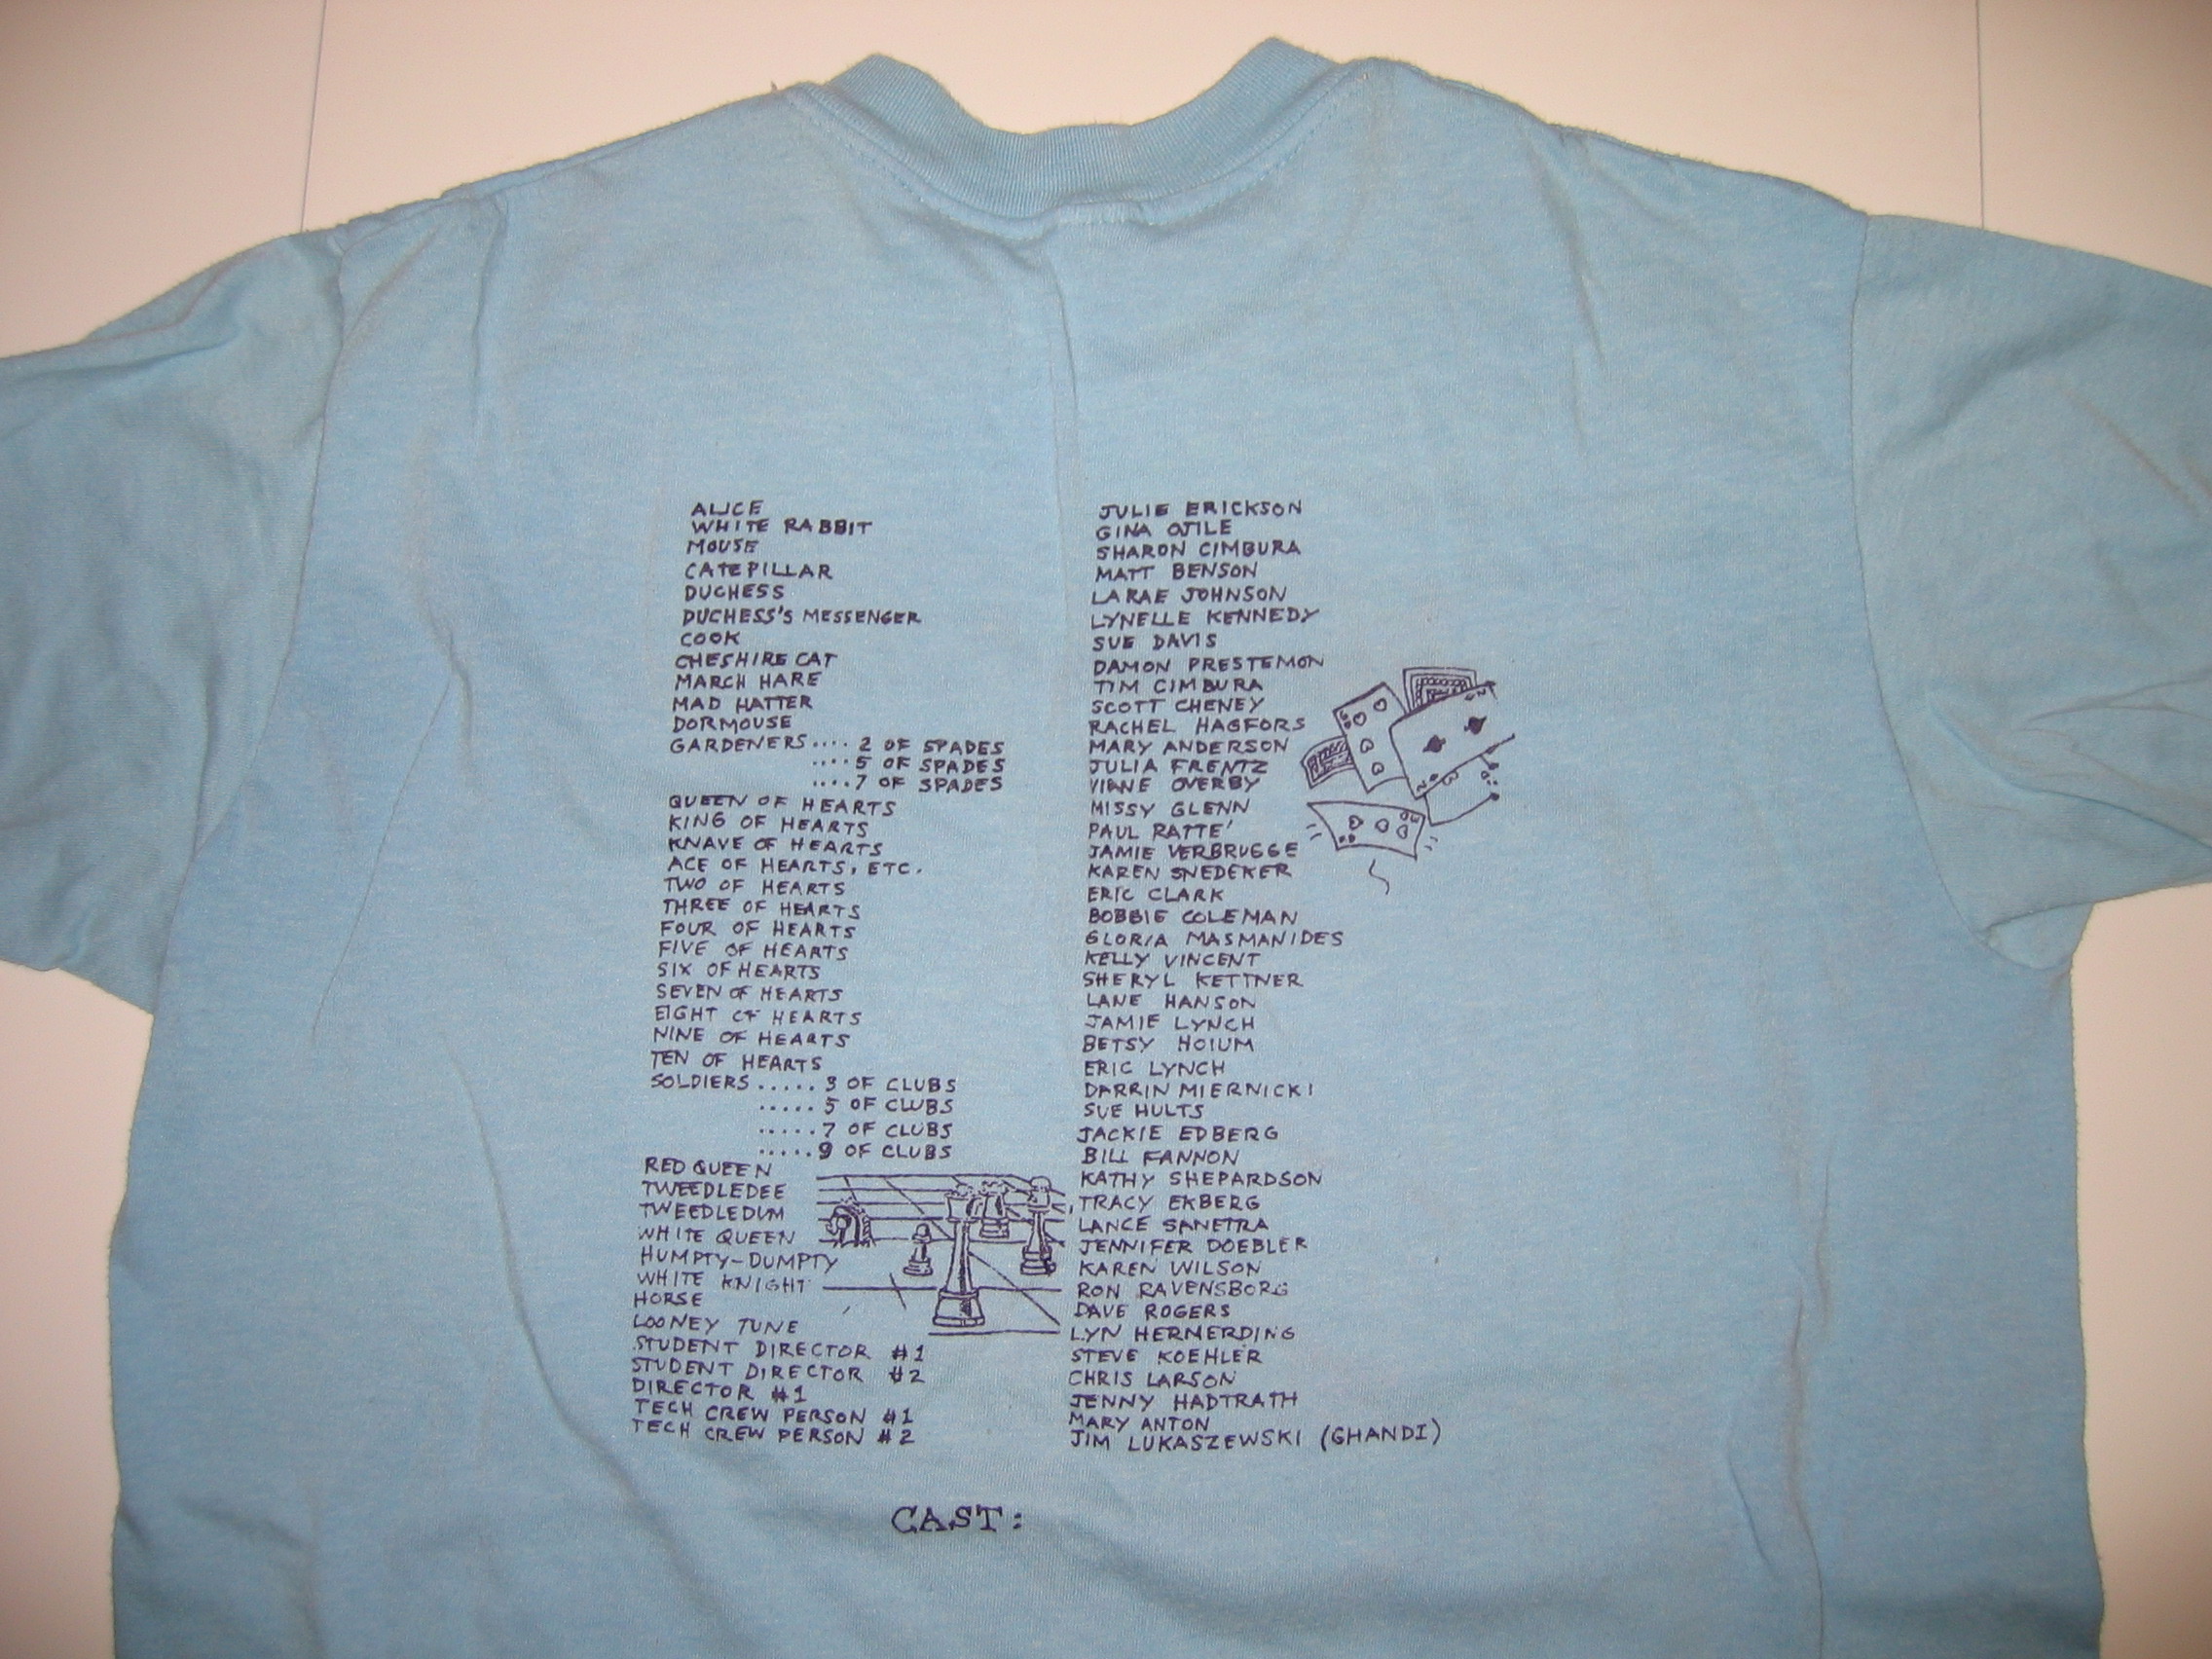 ALICE JULIE ERICKSON
WHITE RABBIT GINA OJILE
MOUSE SHARON CIMBURA
CATEPILLAR MATT BENSON
DUCHESS LARAE JOHNSON
DUCHESS'S MESSENGER LYNELLE KENNEDY
COOK SUE DAVIS
CHESHIRE CAT DAMON PRESTEMON
MARCH HARE TIM CIMBURA
MAD HATTER SCOTT CHENEY
DORMOUSE RACHEL HAGFORS
GARDENERS.... 2 OF SPADES MARY ANDERSON
....5 OF SPADES JULIA FRENTZ
....7 OF SPADES VIANE OVERBY
QUEEN OF HEARTS MISSY GLENN
KING OF HEARTS PAUL RATTE'
KNAVE OF HEARTS JAMIE VERBRUGGE
ACE OF HEARTS, ETC. KAREN SNEDEKER
TWO OF HEARTS ERIC CLARK
THREE OF HEARTS BOBBIE COLEMAN
FOUR OF HEARTS GLORIA MASMANIDES
FIVE OF HEARTS KELLY VINCENT
SIX OF HEARTS SHERYL KETTNER
SEVEN OF HEARTS LANE HANSON
EIGHT OF HEARTS JAMIE LYNCH
NINE OF HEARTS BETSY HOIUM
TEN OF HEARTS ERIC LYNCH
SOLDIERS..... 3 OF CLUBS DARRIN MIERNICKI
.....5 OF CLUBS SUE HULTS
.....7 OF CLUBS JACKIE EDBERG
.....9 OF CLUBS BILL FANNON
RED QUEEN KATHY SHEPARDSON
TWEEDLEDEE TRACY EKBERG
TWEEDLEDUM LANCE SANETRA
WHITE QUEEN JENNIFER DOEBLER
HUMPTY-DUMPTY KAREN WILSON
WHITE KNIGHT RON RAVENSBORG
HORSE DAVE ROGERS
LOONEY TUNE LYN HERMERDING
STUDENT DIRECTOR #1 STEVE KOEHLER
STUDENT DIRECTOR #2 CHRIS LARSON
DIRECTOR #1 JENNY HADTRATH
TECH CREW PERSON #1 MARY ANTON
TECH CREW PERSON #2 JIM LUKASZEWSKI (GHANDI)
CAST: